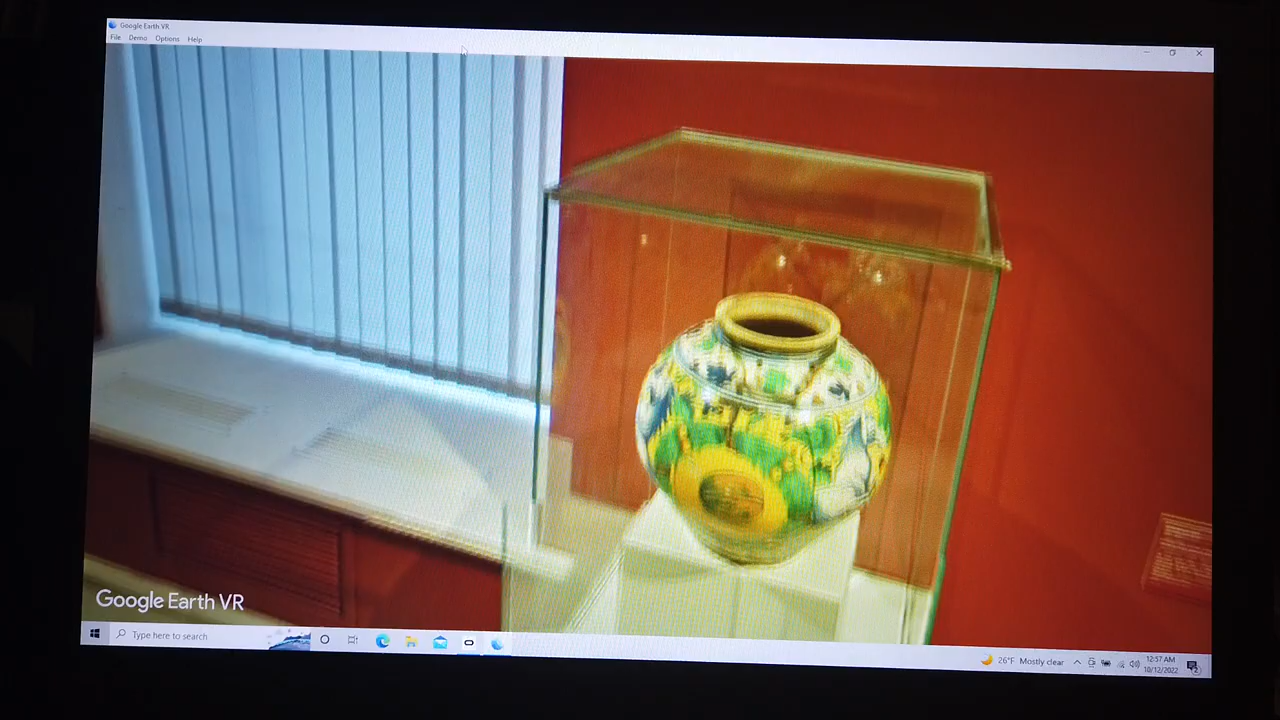 Google Earth VR
File Demo Options Help
Google Earth VR
Type here to search
26°F Mostly clear
12:57 AM
10/12/2022